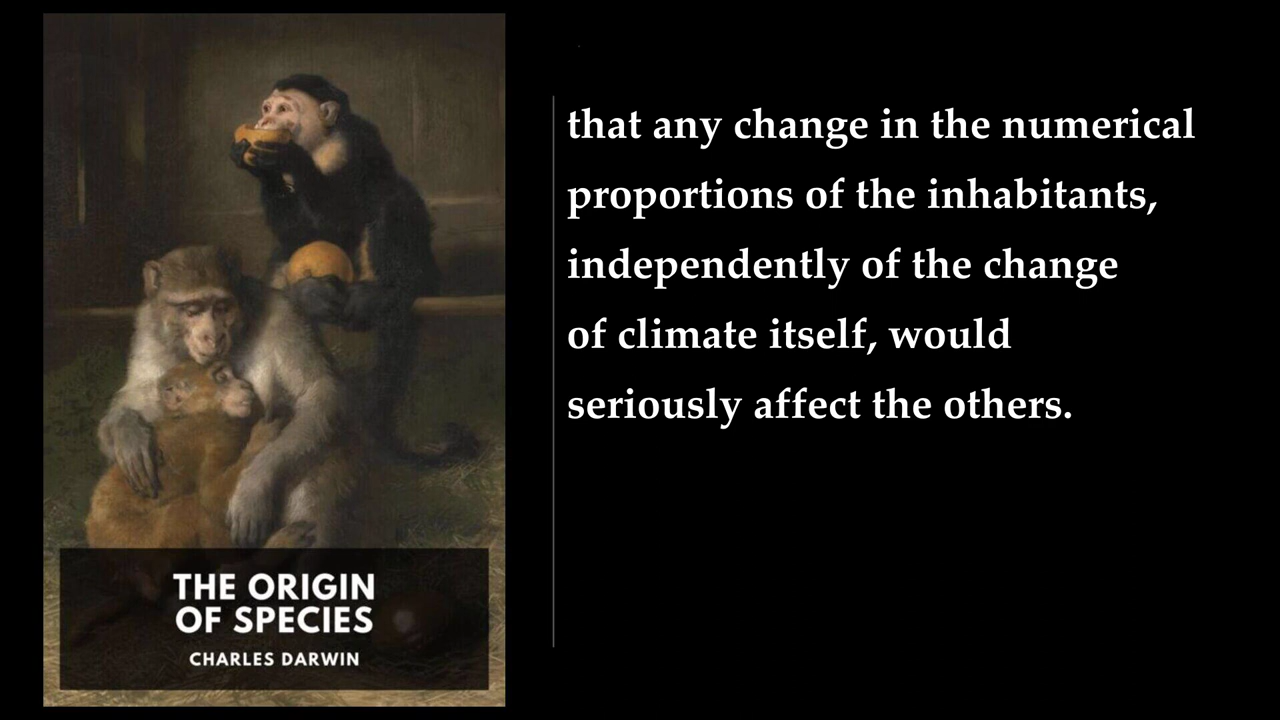 that any change in the numerical
proportions of the inhabitants,
independently of the change
of climate itself, would
seriously affect the others.
THE ORIGIN
OF SPECIES
CHARLES DARWIN